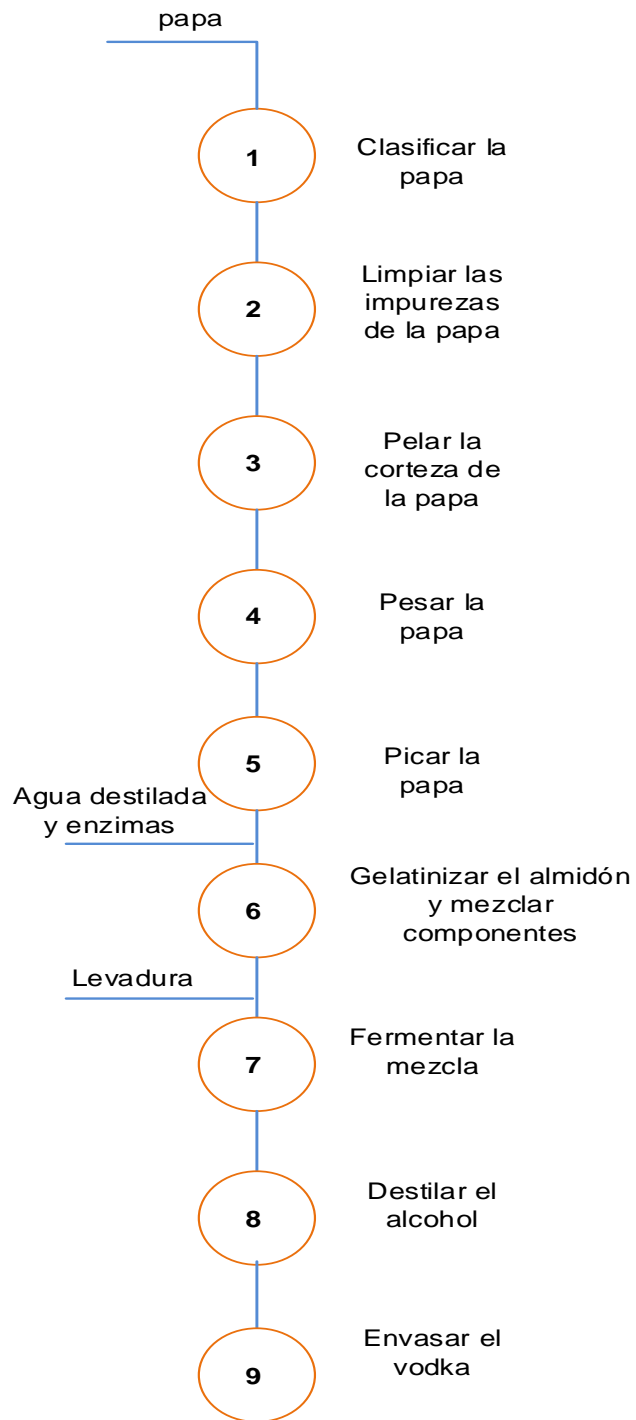 papa
1
Clasificar la
papa
2
Limpiar las
impurezas
de la papa
3
Pelar la
corteza de
la papa
4
Pesar la
papa
5
Picar la
papa
Agua destilada
y enzimas
6
Gelatinizar el almidón
y mezclar
componentes
Levadura
7
Fermentar la
mezcla
8
Destilar el
alcohol
9
Envasar el
vodka